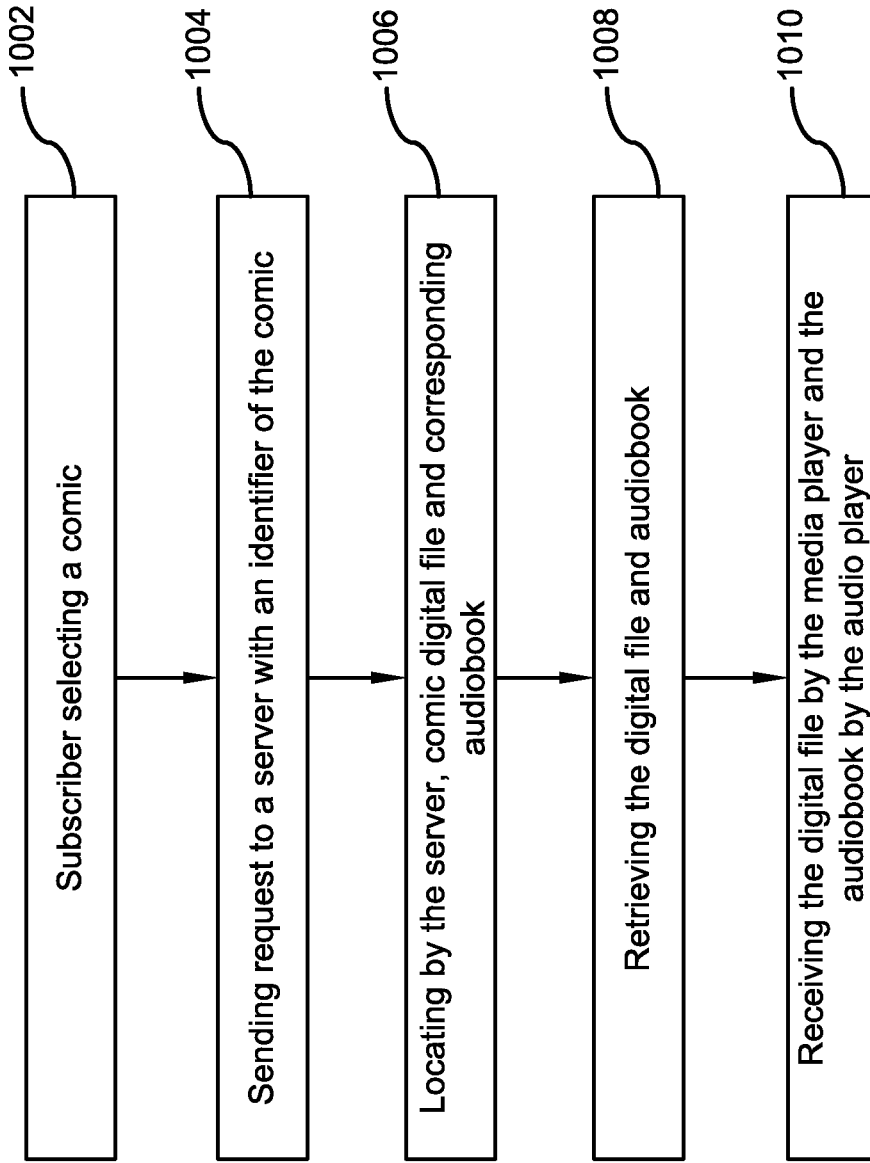 Subscriber selecting a comic
1002
Sending request to a server with an identifier of the comic
1004
Locating by the server, comic digital file and corresponding
audiobook
1006
Retrieving the digital file and audiobook
1008
Receiving the digital file by the media player and the
audiobook by the audio player
1010